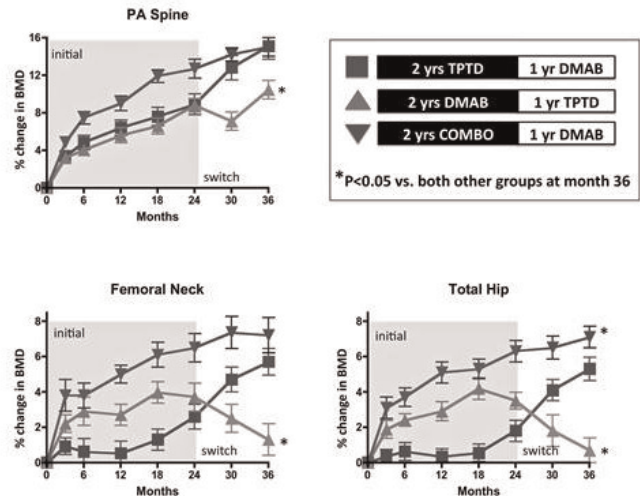 PA Spine
16
12
8
4
0
% change in BMD
initial
*
switch
0 6 12 18 24 30 36
Months
2 yrs TPTD 1 yr DMAB
2 yrs DMAB 1 yr TPTD
2 yrs COMBO 1 yr DMAB
*P<0.05 vs. both other groups at month 36
Femoral Neck
8
6
4
2
0
% change in BMD
initial
*
switch
0 6 12 18 24 30 36
Months
Total Hip
8
6
4
2
0
% change in BMD
initial
*
*
switch
0 6 12 18 24 30 36
Months